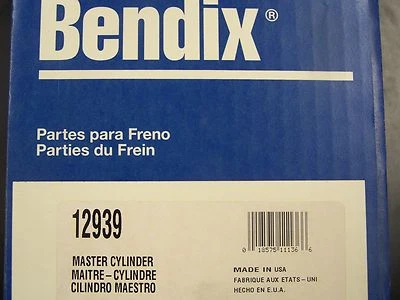 Bendix®
Partes para Freno
Parties du Frein
12939
0 18575 11136 6
MASTER CYLINDER
MAITRE-CYLINDRE
CILINDRO MAESTRO
MADE IN USA
FABRIQUE AUX ETATS-UNI
HECHO EN E.U.A.